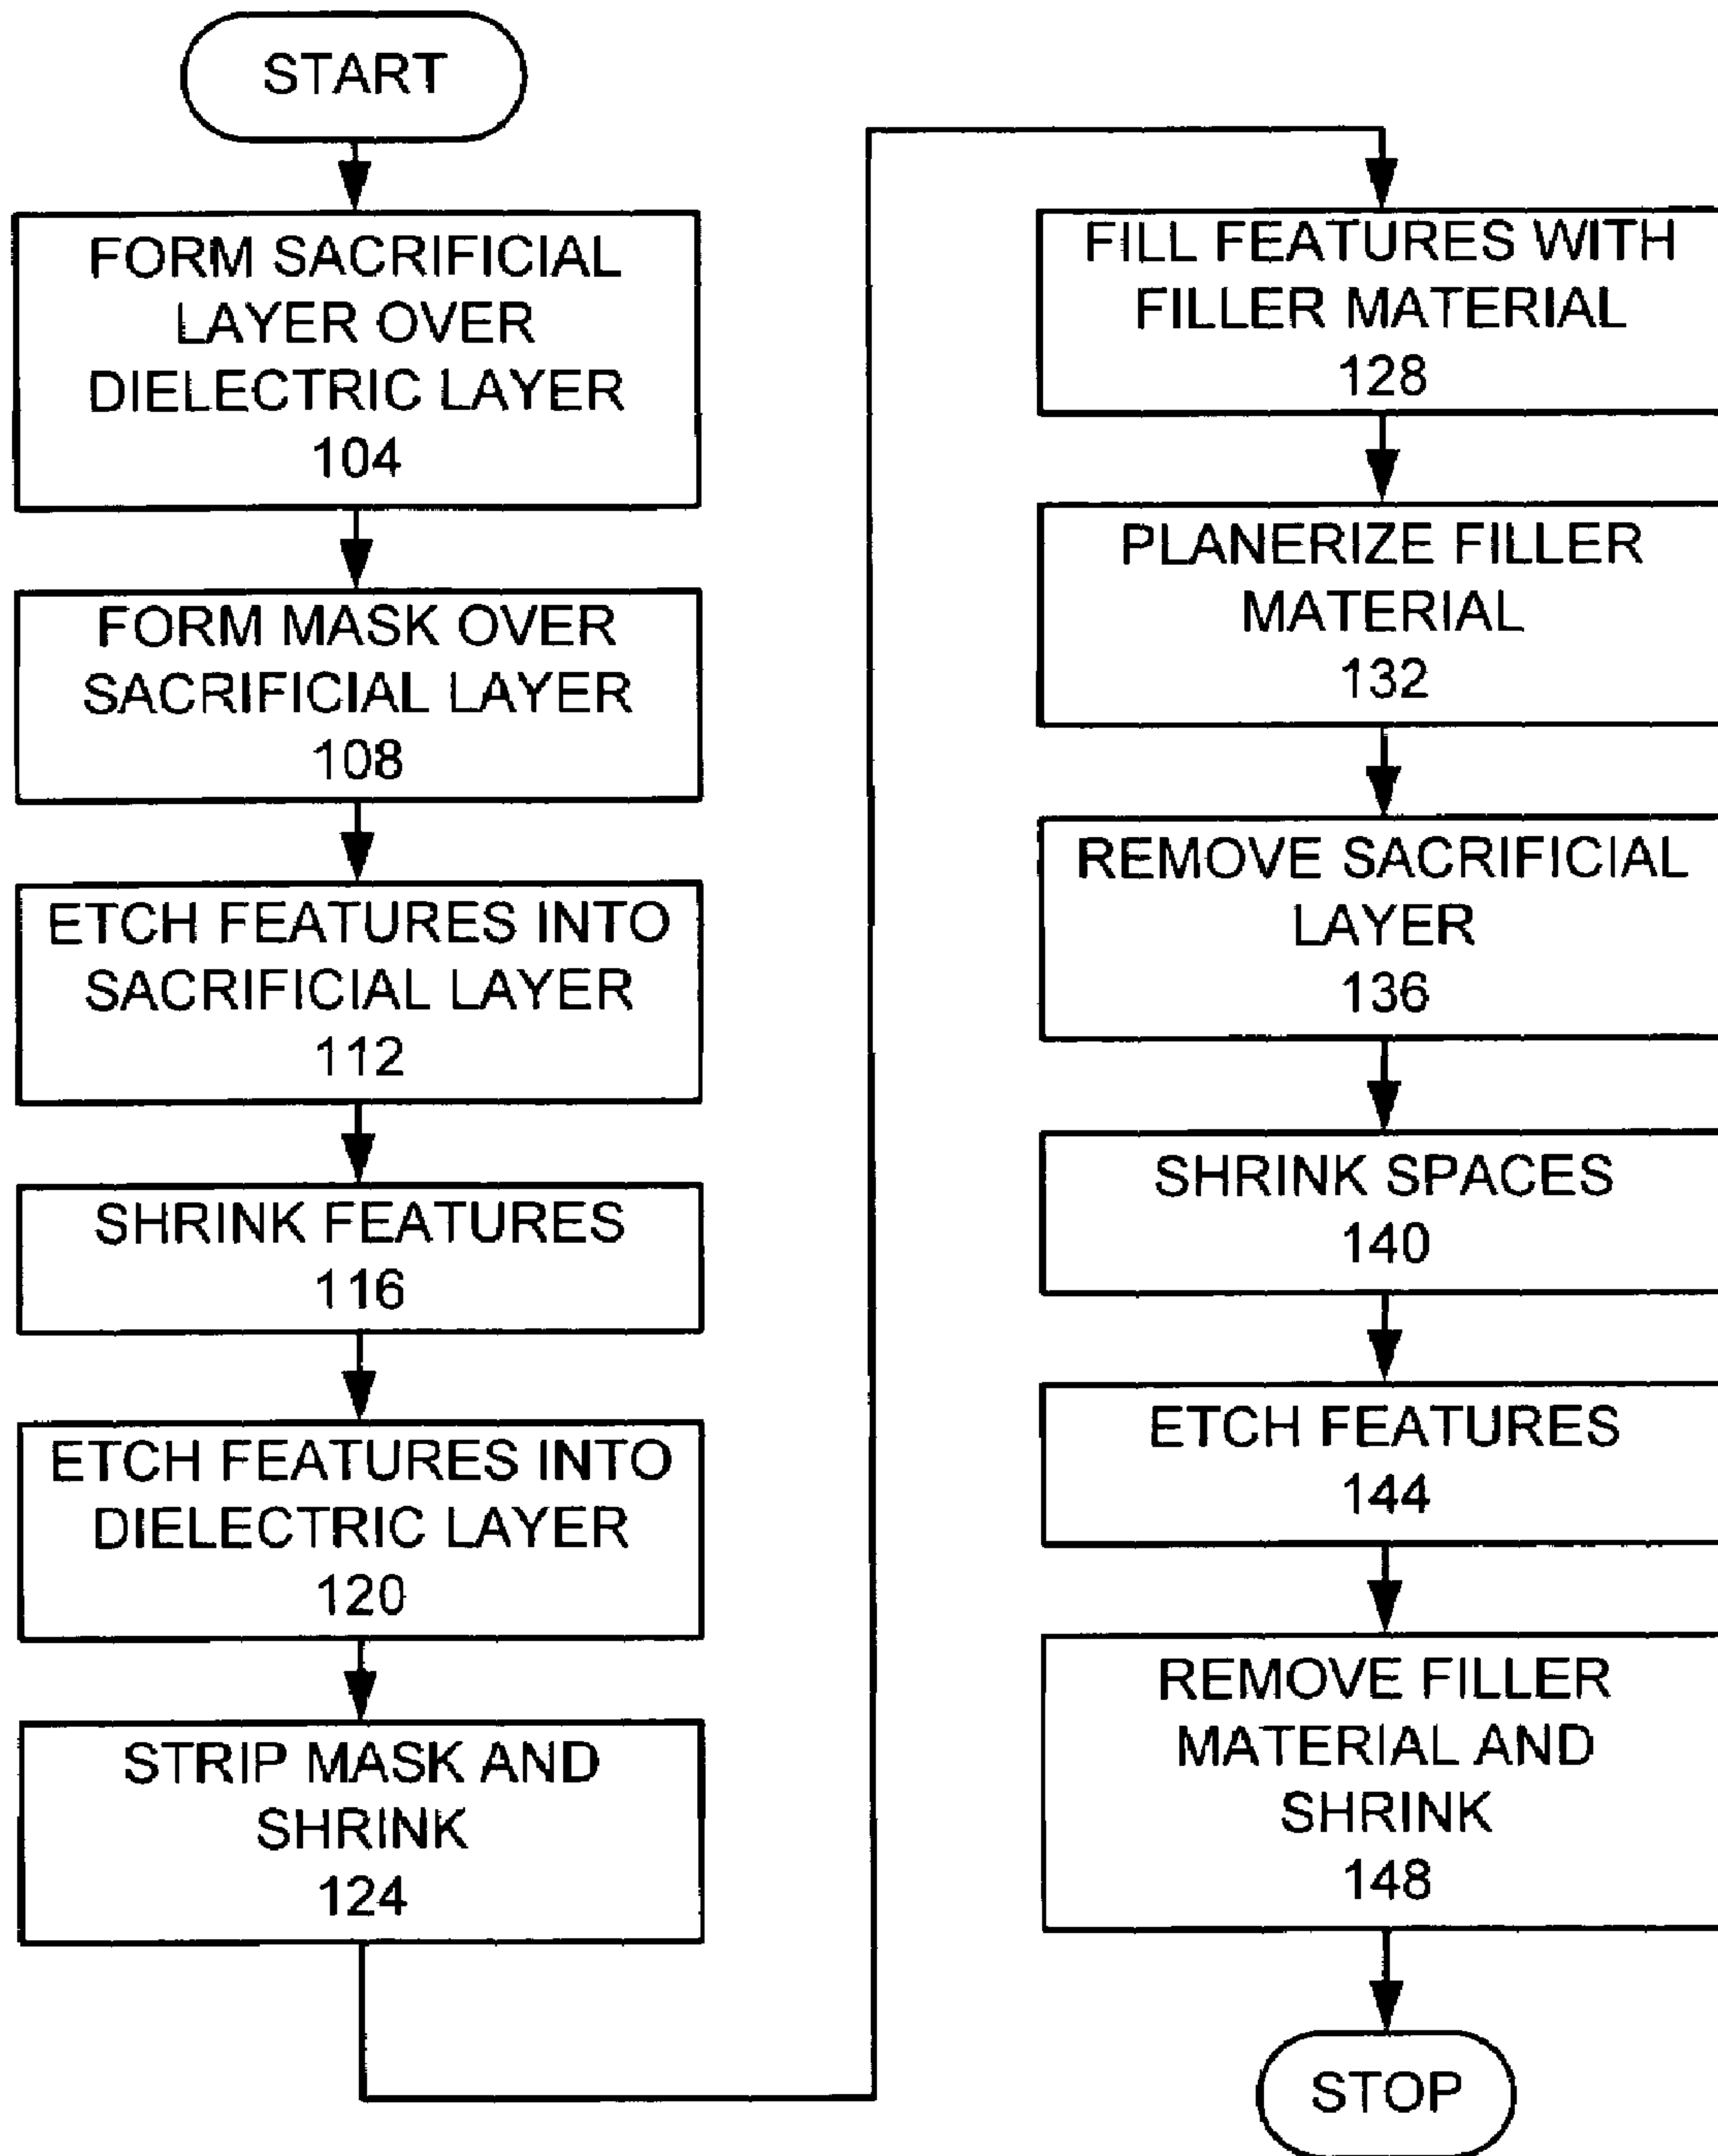 START
FORM SACRIFICIAL
LAYER OVER
DIELECTRIC LAYER
104
FORM MASK OVER
SACRIFICIAL LAYER
108
ETCH FEATURES INTO
SACRIFICIAL LAYER
112
SHRINK FEATURES
116
ETCH FEATURES INTO
DIELECTRIC LAYER
120
STRIP MASK AND
SHRINK
124
FILL FEATURES WITH
FILLER MATERIAL
128
PLANERIZE FILLER
MATERIAL
132
REMOVE SACRIFICIAL
LAYER
136
SHRINK SPACES
140
ETCH FEATURES
144
REMOVE FILLER
MATERIAL AND
SHRINK
148
STOP